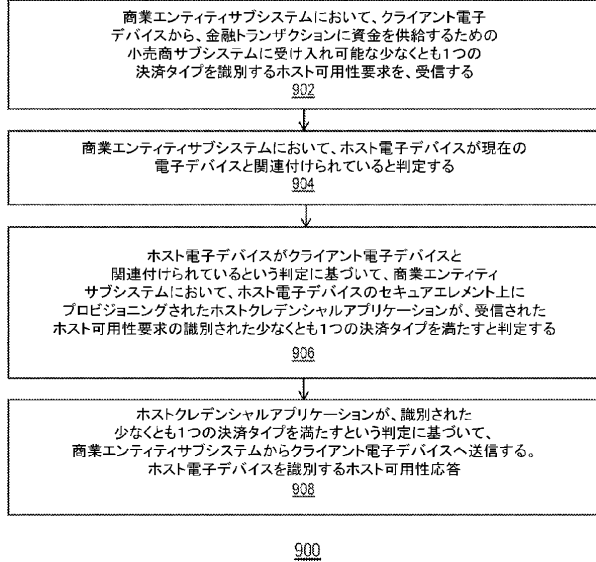 商業エンティティサブシステムにおいて、クライアント電子
デバイスから、金融トランザクションに資金を供給するための
小売商サブシステムに受け入れ可能な少なくとも1つの
決済タイプを識別するホスト可用性要求を、受信する
902
商業エンティティサブシステムにおいて、ホスト電子デバイスが現在の
電子デバイスと関連付けられていると判定する
904
ホスト電子デバイスがクライアント電子デバイスと
関連付けられているという判定に基づいて、商業エンティティ
サブシステムにおいて、ホスト電子デバイスのセキュアエレメント上に
プロビジョニングされたホストクレデンシャルアプリケーションが、受信された
ホスト可用性要求の識別された少なくとも1つの決済タイプを満たすと判定する
906
ホストクレデンシャルアプリケーションが、識別された
少なくとも1つの決済タイプを満たすという判定に基づいて、
商業エンティティサブシステムからクライアント電子デバイスへ送信する。
ホスト電子デバイスを識別するホスト可用性応答
908
900